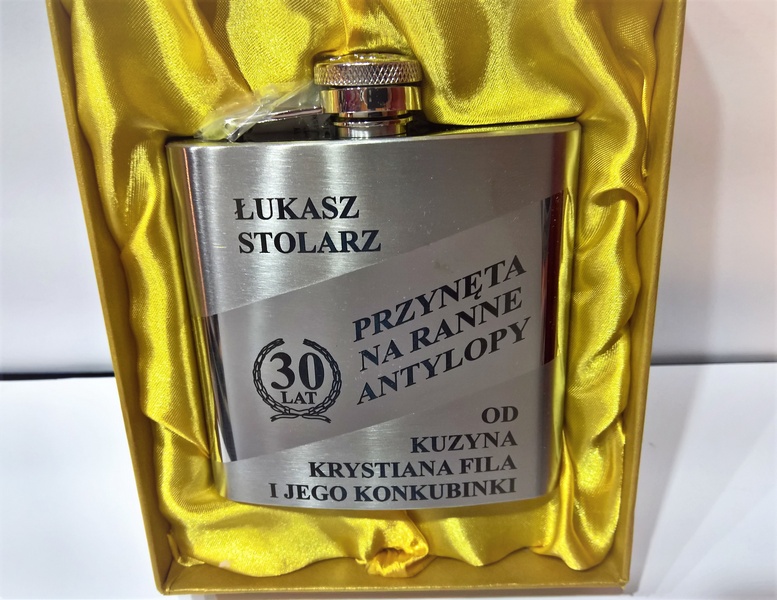 ŁUKASZ
STOLARZ
PRZYNĘTA
NA RANNE
ANTYLOPY
30
LAT
OD
KUZYNA
KRYSTIANA FILA
I JEGO KONKUBINKI